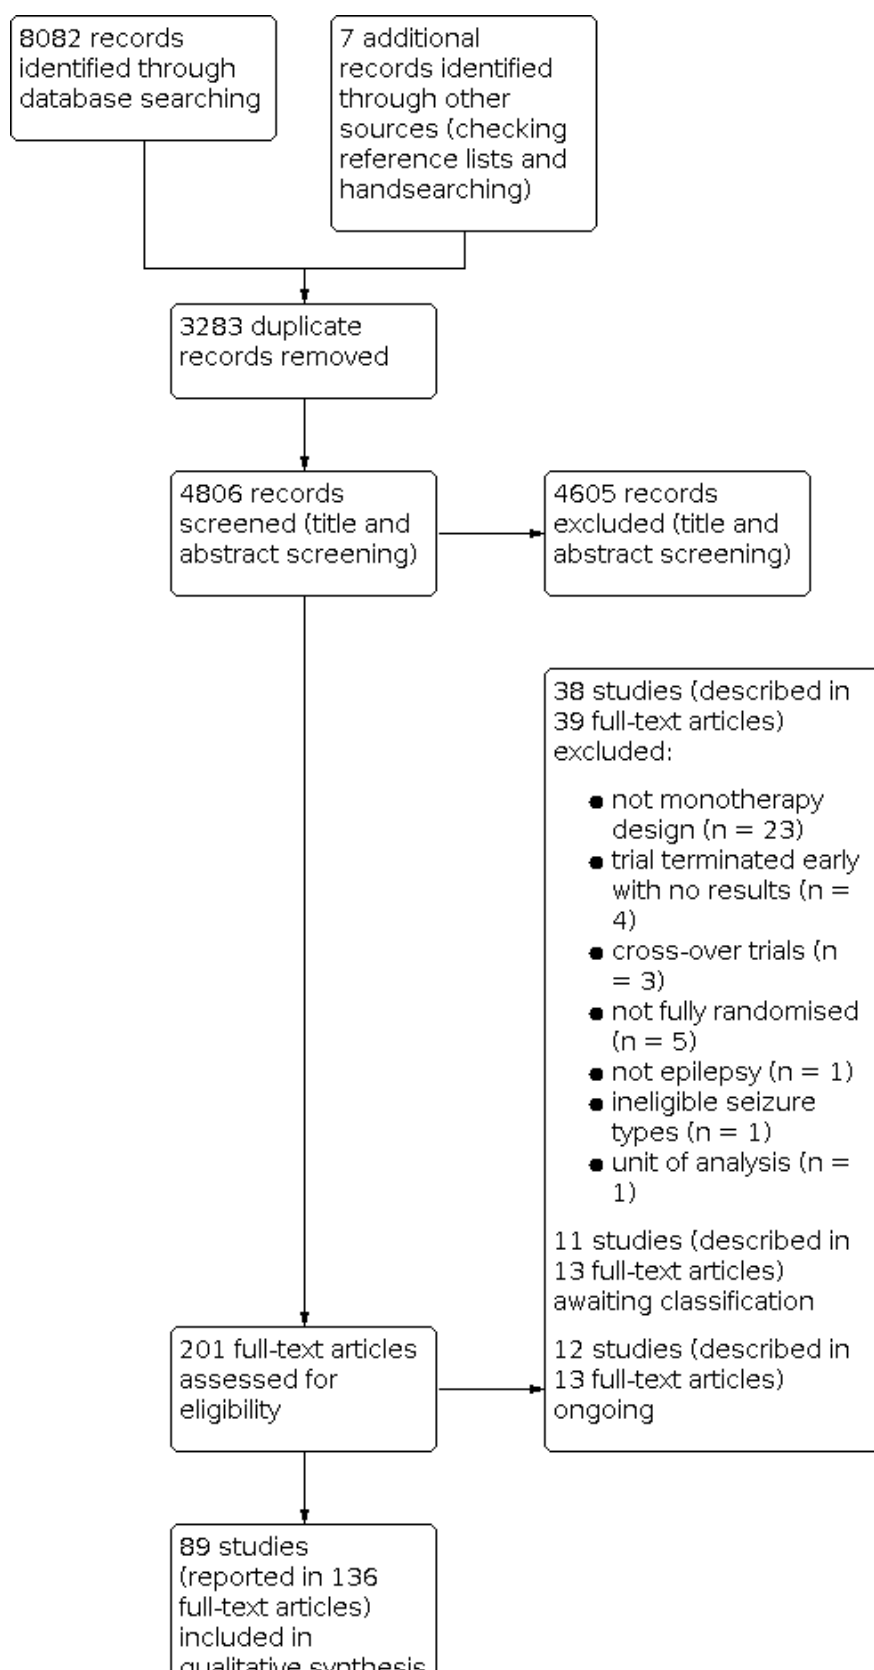 8082 records
identified through
database searching
7 additional
records identified
through other
sources (checking
reference lists and
handsearching)
3283 duplicate
records removed
4806 records
screened (title and
abstract screening)
4605 records
excluded (title and
abstract screening)
38 studies (described in
39 full-text articles)
excluded:
● not monotherapy
design (n = 23)
● trial terminated early
with no results (n =
4)
● cross-over trials (n
= 3)
● not fully randomised
(n = 5)
● not epilepsy (n = 1)
● ineligible seizure
types (n = 1)
● unit of analysis (n =
1)
11 studies (described in
13 full-text articles)
awaiting classification
12 studies (described in
13 full-text articles)
ongoing
201 full-text articles
assessed for
eligibility
89 studies
(reported in 136
full-text articles)
included in
qualitative synthesis